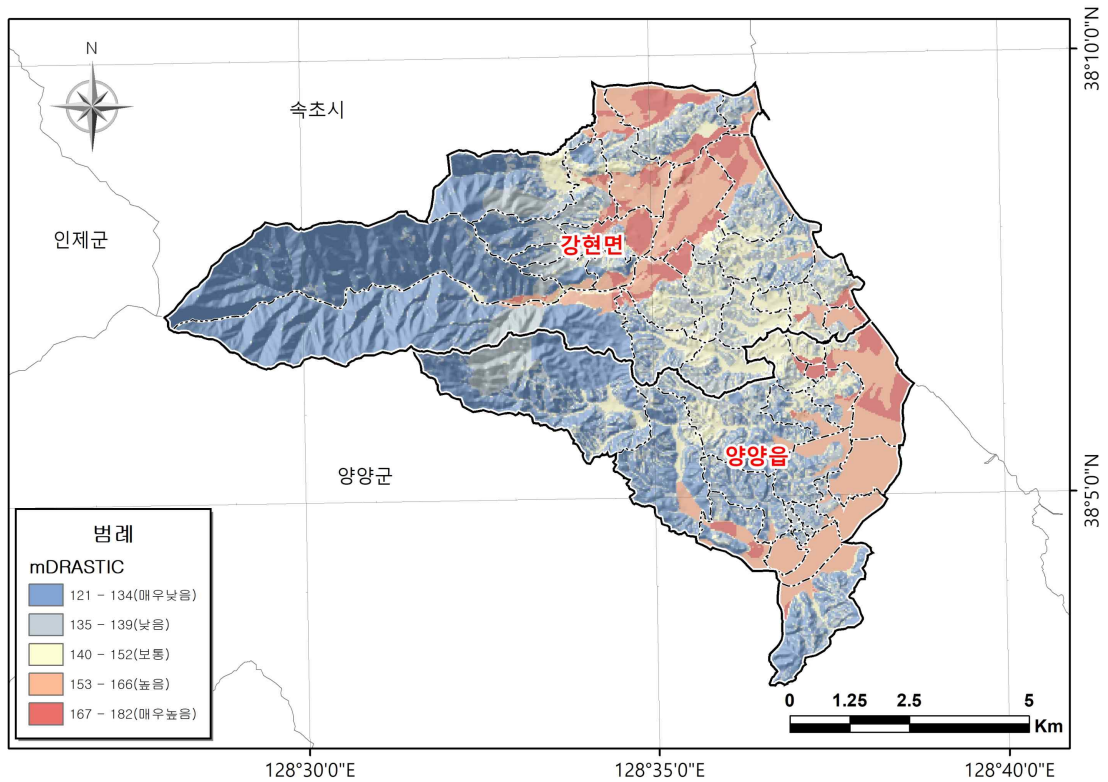 N
속초시
인제군
강현면
양양군
양양읍
38°10'0"N
38°5'0"N
범례
mDRASTIC
121 - 134(매우낮음)
135 - 139(낮음)
140 - 152(보통)
153 - 166(높음)
167 - 182(매우높음)
0 1.25 2.5 5
Km
128°30'0"E 128°35'0"E 128°40'0"E